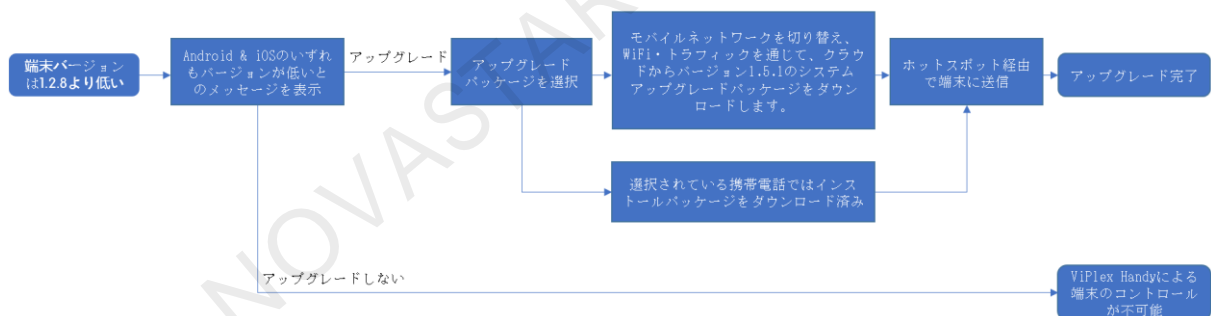 端末バージョン
は1.2.8より低い
Android & iOSのいずれ
もバージョンが低いと
のメッセージを表示
アップグレード
アップグレード
パッケージを選択
モバイルネットワークを切り替え、
WiFi・トラフィックを通じて、クラウ
ドからバージョン1.5.1のシステム
アップグレードパッケージをダウン
ロードします。
ホットスポット経由
で端末に送信
アップグレード完了
選択されている携帯電話ではインス
トールパッケージをダウンロード済み
アップグレードしない
ViPlex Handyによる
端末のコントロール
が不可能
NOVASTAR